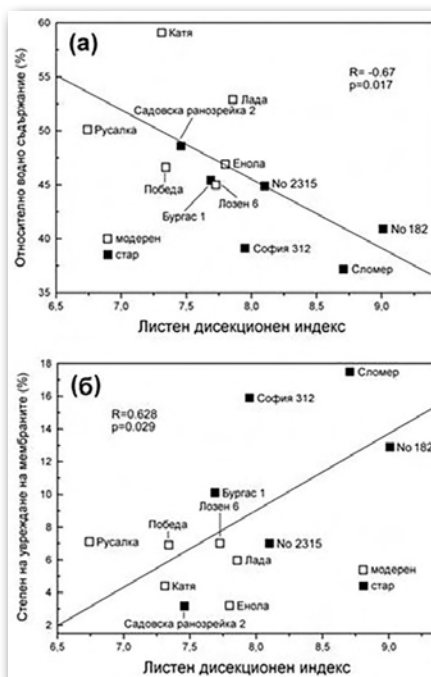 (а)
Относително водно съдържание (%)
60
55
50
45
40
35
Катя
R= -0.67
p=0.017
Лада
Садовска ранозрейка 2
Русалка
Енола
Победа
No 2315
Бургас 1
Лозен 6
No 182
модерен
стар
София 312
Сломер
6,5 7,0 7,5 8,0 8,5 9,0
Листен дисекционен индекс
(б)
Степен на увреждане на мембраните (%)
18
16
14
12
10
8
6
4
2
Сломер
София 312
R=0.628
p=0.029
No 182
Бургас 1
Лозен 6
Победа
Русалка
No 2315
Лада
модерен
Катя
стар
Енола
Садовска ранозрейка 2
6,5 7,0 7,5 8,0 8,5 9,0
Листен дисекционен индекс